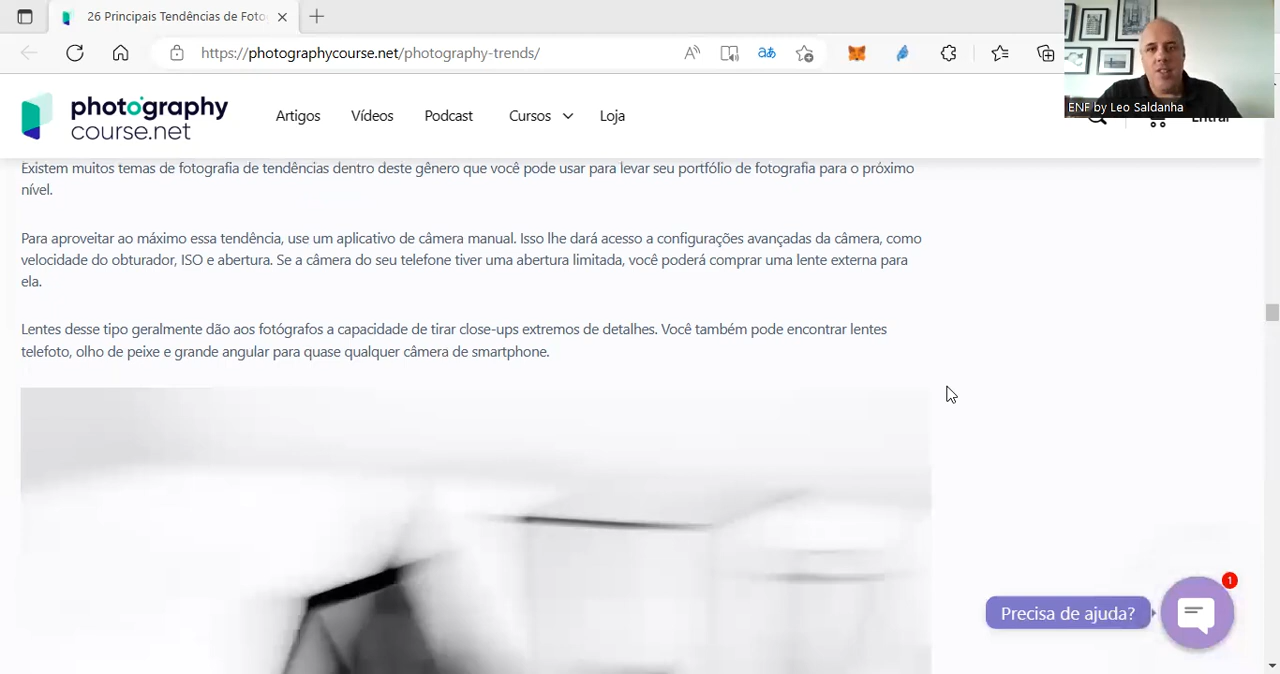 26 Principais Tendências de Foto
https://photographycourse.net/photography-trends/
ENF by Leo Saldanha
photography
course.net
Artigos
Vídeos
Podcast
Cursos
Loja
Entrar
Existem muitos temas de fotografia de tendências dentro deste gênero que você pode usar para levar seu portfólio de fotografia para o próximo
nível.
Para aproveitar ao máximo essa tendência, use um aplicativo de câmera manual. Isso lhe dará acesso a configurações avançadas da câmera, como
velocidade do obturador, ISO e abertura. Se a câmera do seu telefone tiver uma abertura limitada, você poderá comprar uma lente externa para
ela.
Lentes desse tipo geralmente dão aos fotógrafos a capacidade de tirar close-ups extremos de detalhes. Você também pode encontrar lentes
telefoto, olho de peixe e grande angular para quase qualquer câmera de smartphone.
1
Precisa de ajuda?